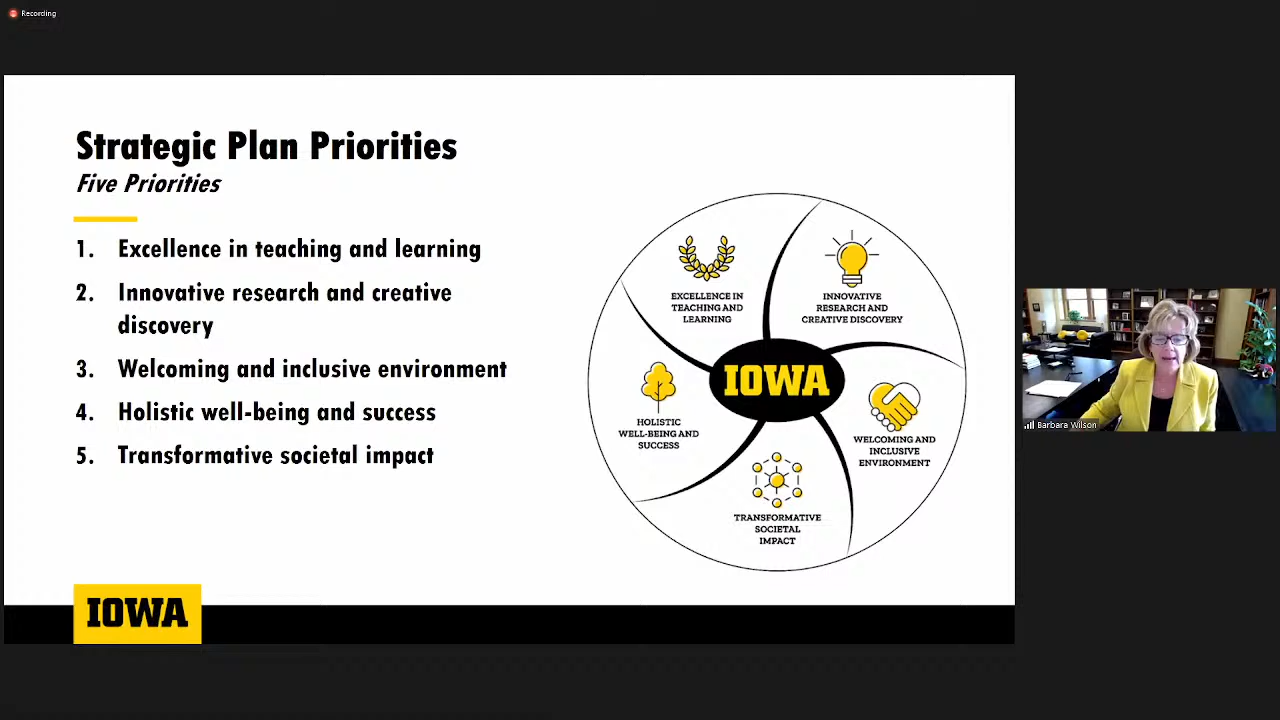 Recording
Strategic Plan Priorities
Five Priorities
1. Excellence in teaching and learning
2. Innovative research and creative
discovery
3. Welcoming and inclusive environment
4. Holistic well-being and success
5. Transformative societal impact
EXCELLENCE IN
TEACHING AND
LEARNING
INNOVATIVE
RESEARCH AND
CREATIVE DISCOVERY
IOWA
HOLISTIC
WELL-BEING AND
SUCCESS
WELCOMING AND
INCLUSIVE
ENVIRONMENT
TRANSFORMATIVE
SOCIETAL
IMPACT
IOWA
Barbara Wilson